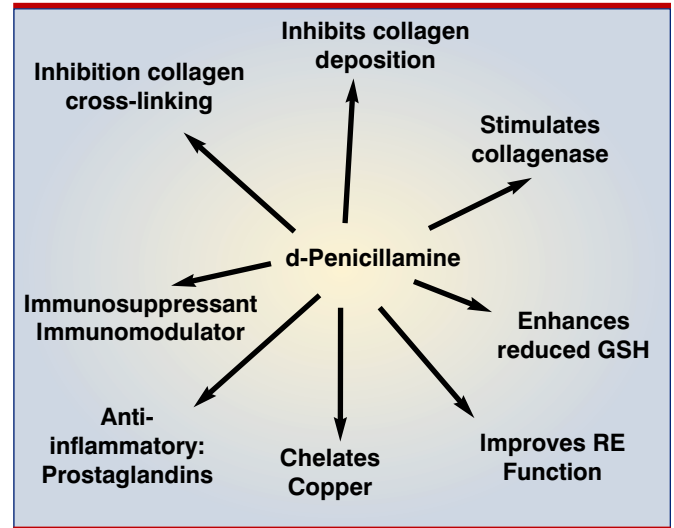 Inhibits collagen
deposition
Inhibition collagen
cross-linking
Stimulates
collagenase
d-Penicillamine
Immunosuppressant
Immunomodulator
Enhances
reduced GSH
Anti-
inflammatory:
Prostaglandins
Chelates
Copper
Improves RE
Function